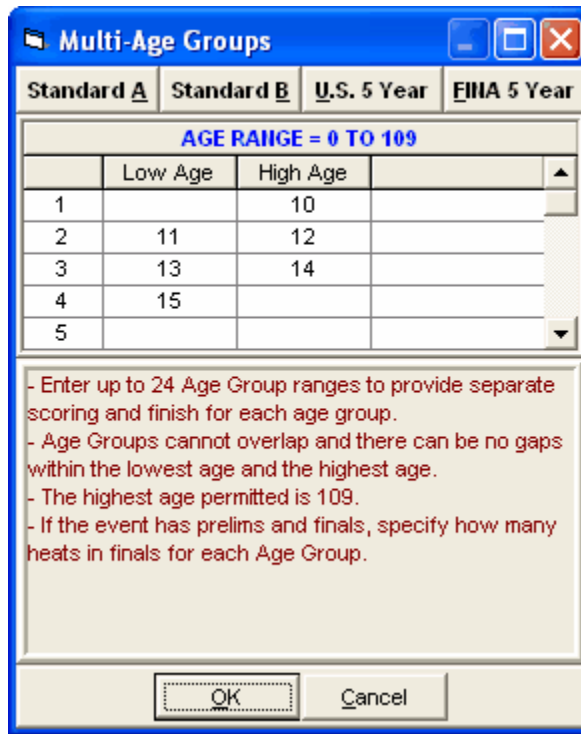 Multi-Age Groups
Standard A Standard B U.S. 5 Year FINA 5 Year
AGE RANGE = 0 TO 109
Low Age High Age
1 10
2 11 12
3 13 14
4 15
5
- Enter up to 24 Age Group ranges to provide separate
scoring and finish for each age group.
- Age Groups cannot overlap and there can be no gaps
within the lowest age and the highest age.
- The highest age permitted is 109.
- If the event has prelims and finals, specify how many
heats in finals for each Age Group.
OK Cancel